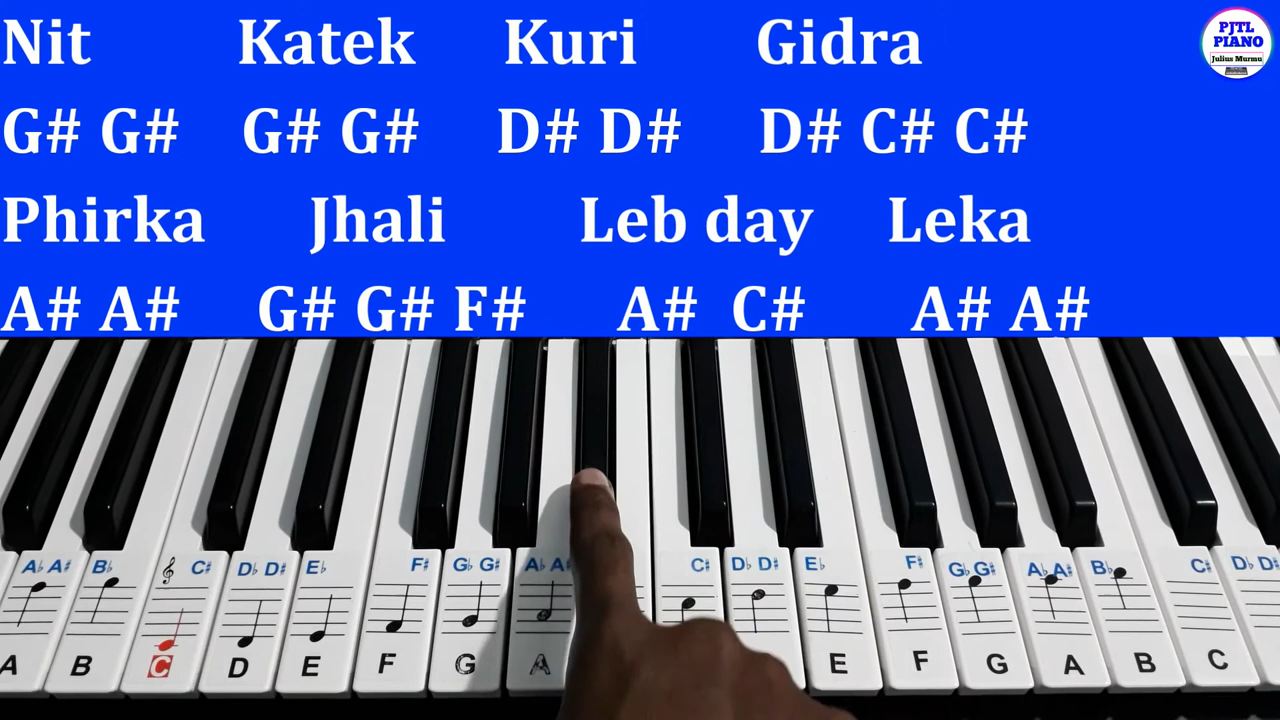 Nit Katek Kuri Gidra
G# G# G# G# D# D# D# C# C#
Phirka Jhali Leb day Leka
A# A# G# G# F# A# C# A# A#
PJTL
PIANO
Julius Murmu
A♭ A♯ B♭ C♯ D♭ D♯ E♭ F♯ G♭ G♯ A♭ C♯ D♭ D♯ E♭ F♯ G♭ G♯ A♭ A♯ B♭ C♯ D♭
A B C D E F G A E F G A B C